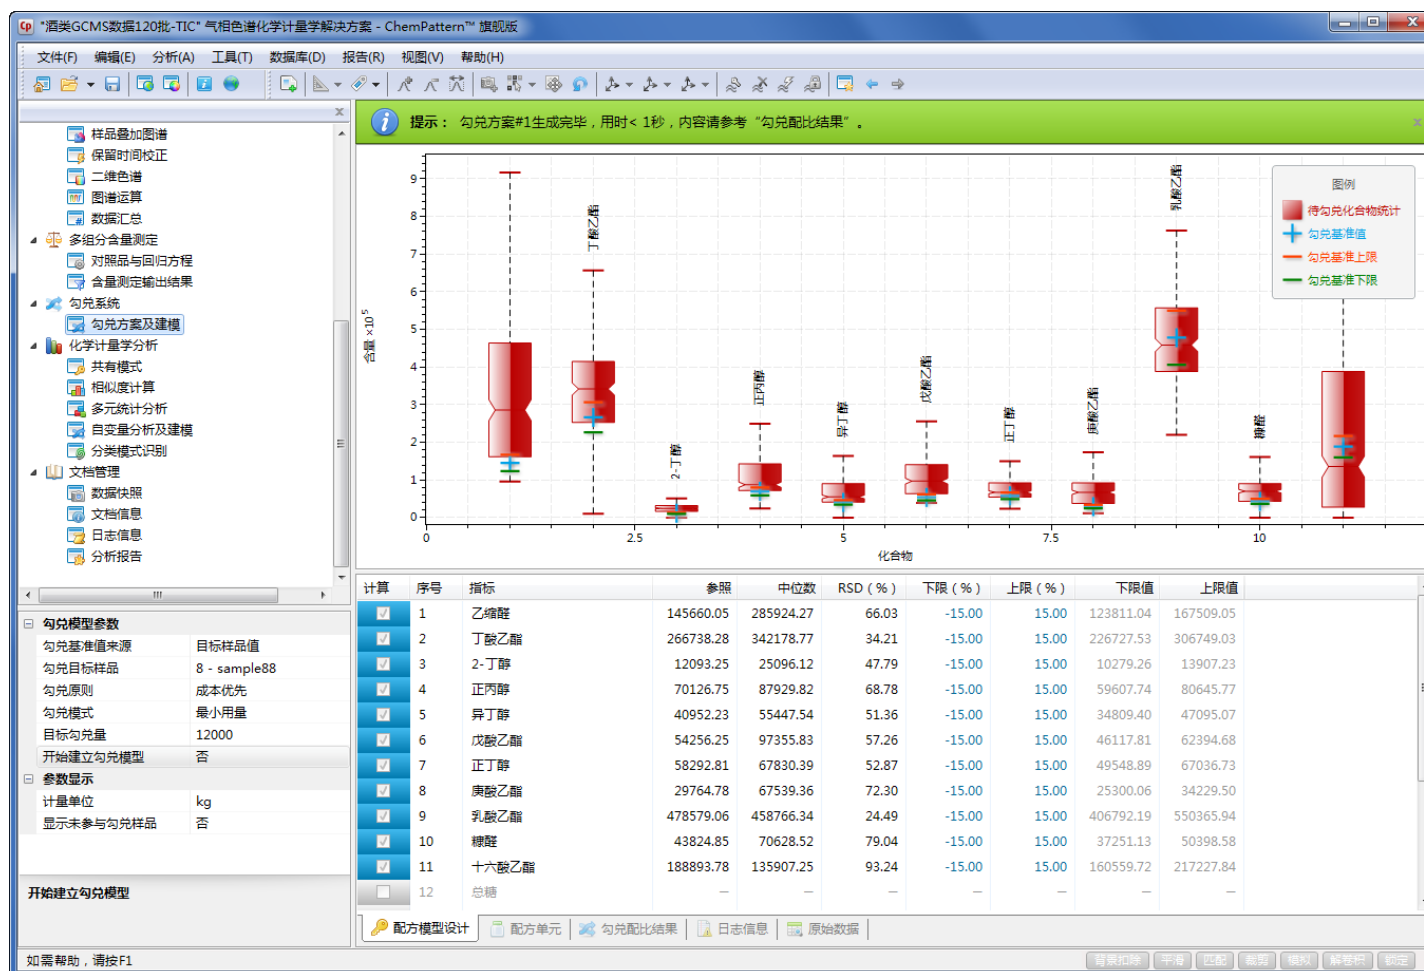 "酒类GCMS数据120批-TIC" 气相色谱化学计量学解决方案 - ChemPattern™ 旗舰版
文件(F) 编辑(E) 分析(A) 工具(T) 数据库(D) 报告(R) 视图(V) 帮助(H)
样品叠加图谱
保留时间校正
二维色谱
图谱运算
数据汇总
多组分含量测定
对照品与回归方程
含量测定输出结果
勾兑系统
勾兑方案及建模
化学计量学分析
共有模式
相似度计算
多元统计分析
自变量分析及建模
分类模式识别
文档管理
数据快照
文档信息
日志信息
分析报告
勾兑模型参数
勾兑基准值来源 目标样品值
勾兑目标样品 8 - sample88
勾兑原则 成本优先
勾兑模式 最小用量
目标勾兑量 12000
开始建立勾兑模型 否
参数显示
计量单位 kg
显示未参与勾兑样品 否
开始建立勾兑模型
提示： 勾兑方案#1生成完毕，用时< 1秒，内容请参考“勾兑配比结果”。
含量 ×10 5
9
8
7
6
5
4
3
2
1
0
丁酸乙酯
2-丁醇
正丙醇
异丁醇
戊酸乙酯
正丁醇
庚酸乙酯
乳酸乙酯
糠醛
图例
待勾兑化合物统计
勾兑基准值
勾兑基准上限
勾兑基准下限
0 2.5 5 7.5 10
化合物
计算 序号 指标 参照 中位数 RSD（%） 下限（%） 上限（%） 下限值 上限值
1 乙缩醛 145660.05 285924.27 66.03 -15.00 15.00 123811.04 167509.05
2 丁酸乙酯 266738.28 342178.77 34.21 -15.00 15.00 226727.53 306749.03
3 2-丁醇 12093.25 25096.12 47.79 -15.00 15.00 10279.26 13907.23
4 正丙醇 70126.75 87929.82 68.78 -15.00 15.00 59607.74 80645.77
5 异丁醇 40952.23 55447.54 51.36 -15.00 15.00 34809.40 47095.07
6 戊酸乙酯 54256.25 97355.83 57.26 -15.00 15.00 46117.81 62394.68
7 正丁醇 58292.81 67830.39 52.87 -15.00 15.00 49548.89 67036.73
8 庚酸乙酯 29764.78 67539.36 72.30 -15.00 15.00 25300.06 34229.50
9 乳酸乙酯 478579.06 458766.34 24.49 -15.00 15.00 406792.19 550365.94
10 糠醛 43824.85 70628.52 79.04 -15.00 15.00 37251.13 50398.58
11 十六酸乙酯 188893.78 135907.25 93.24 -15.00 15.00 160559.72 217227.84
12 总糖 — — — — — — —
配方模型设计 配方单元 勾兑配比结果 日志信息 原始数据
如需帮助，请按F1
背景扣除 平滑 匹配 裁剪 模拟 解卷积 锁定